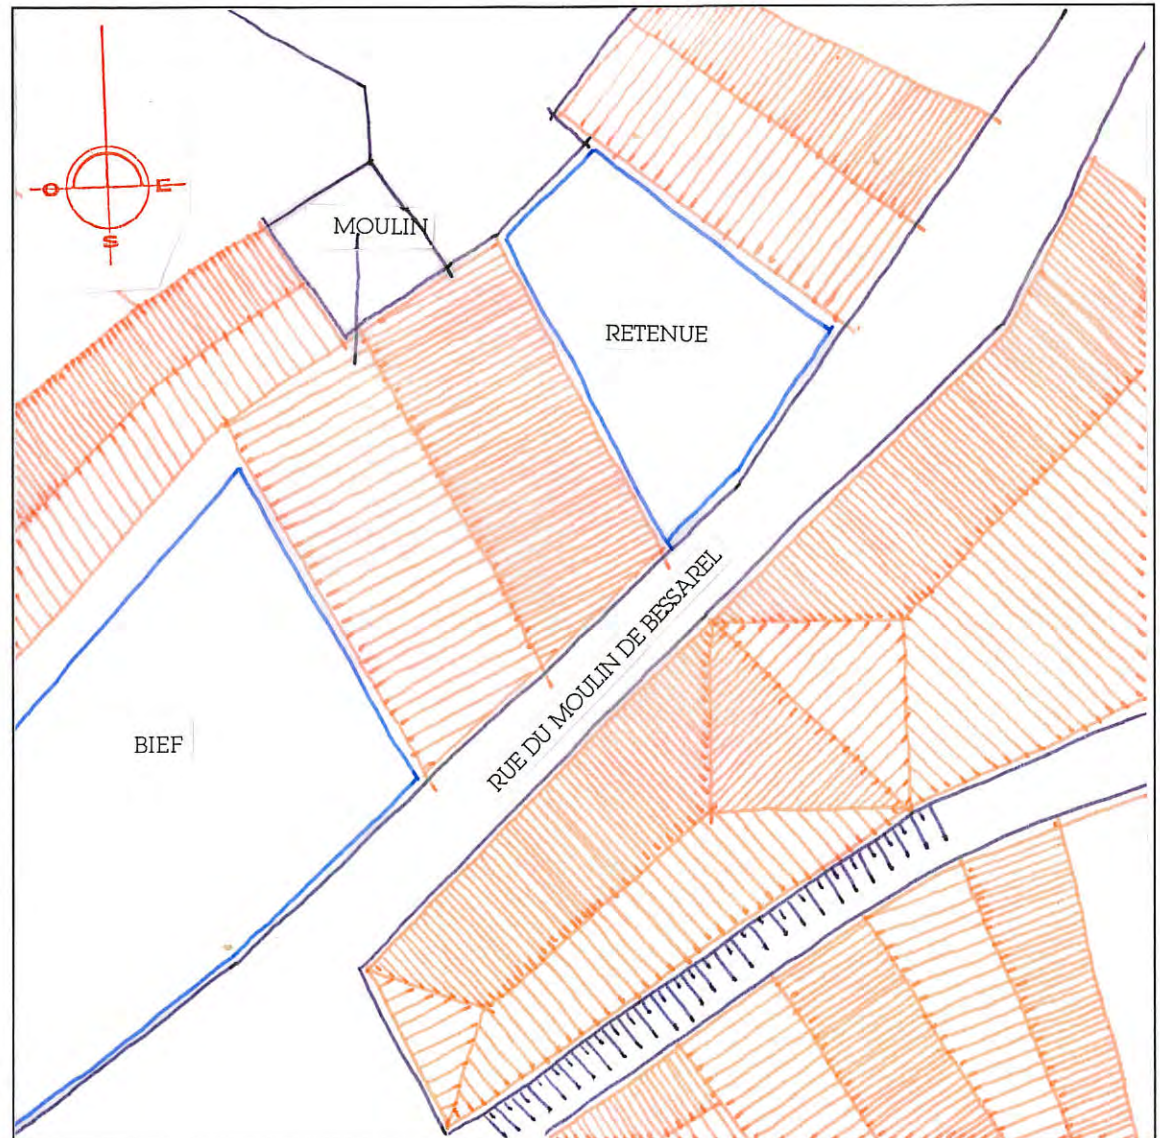 O E
S
MOULIN
RETENUE
RUE DU MOULIN DE BESSAREL
BIEF